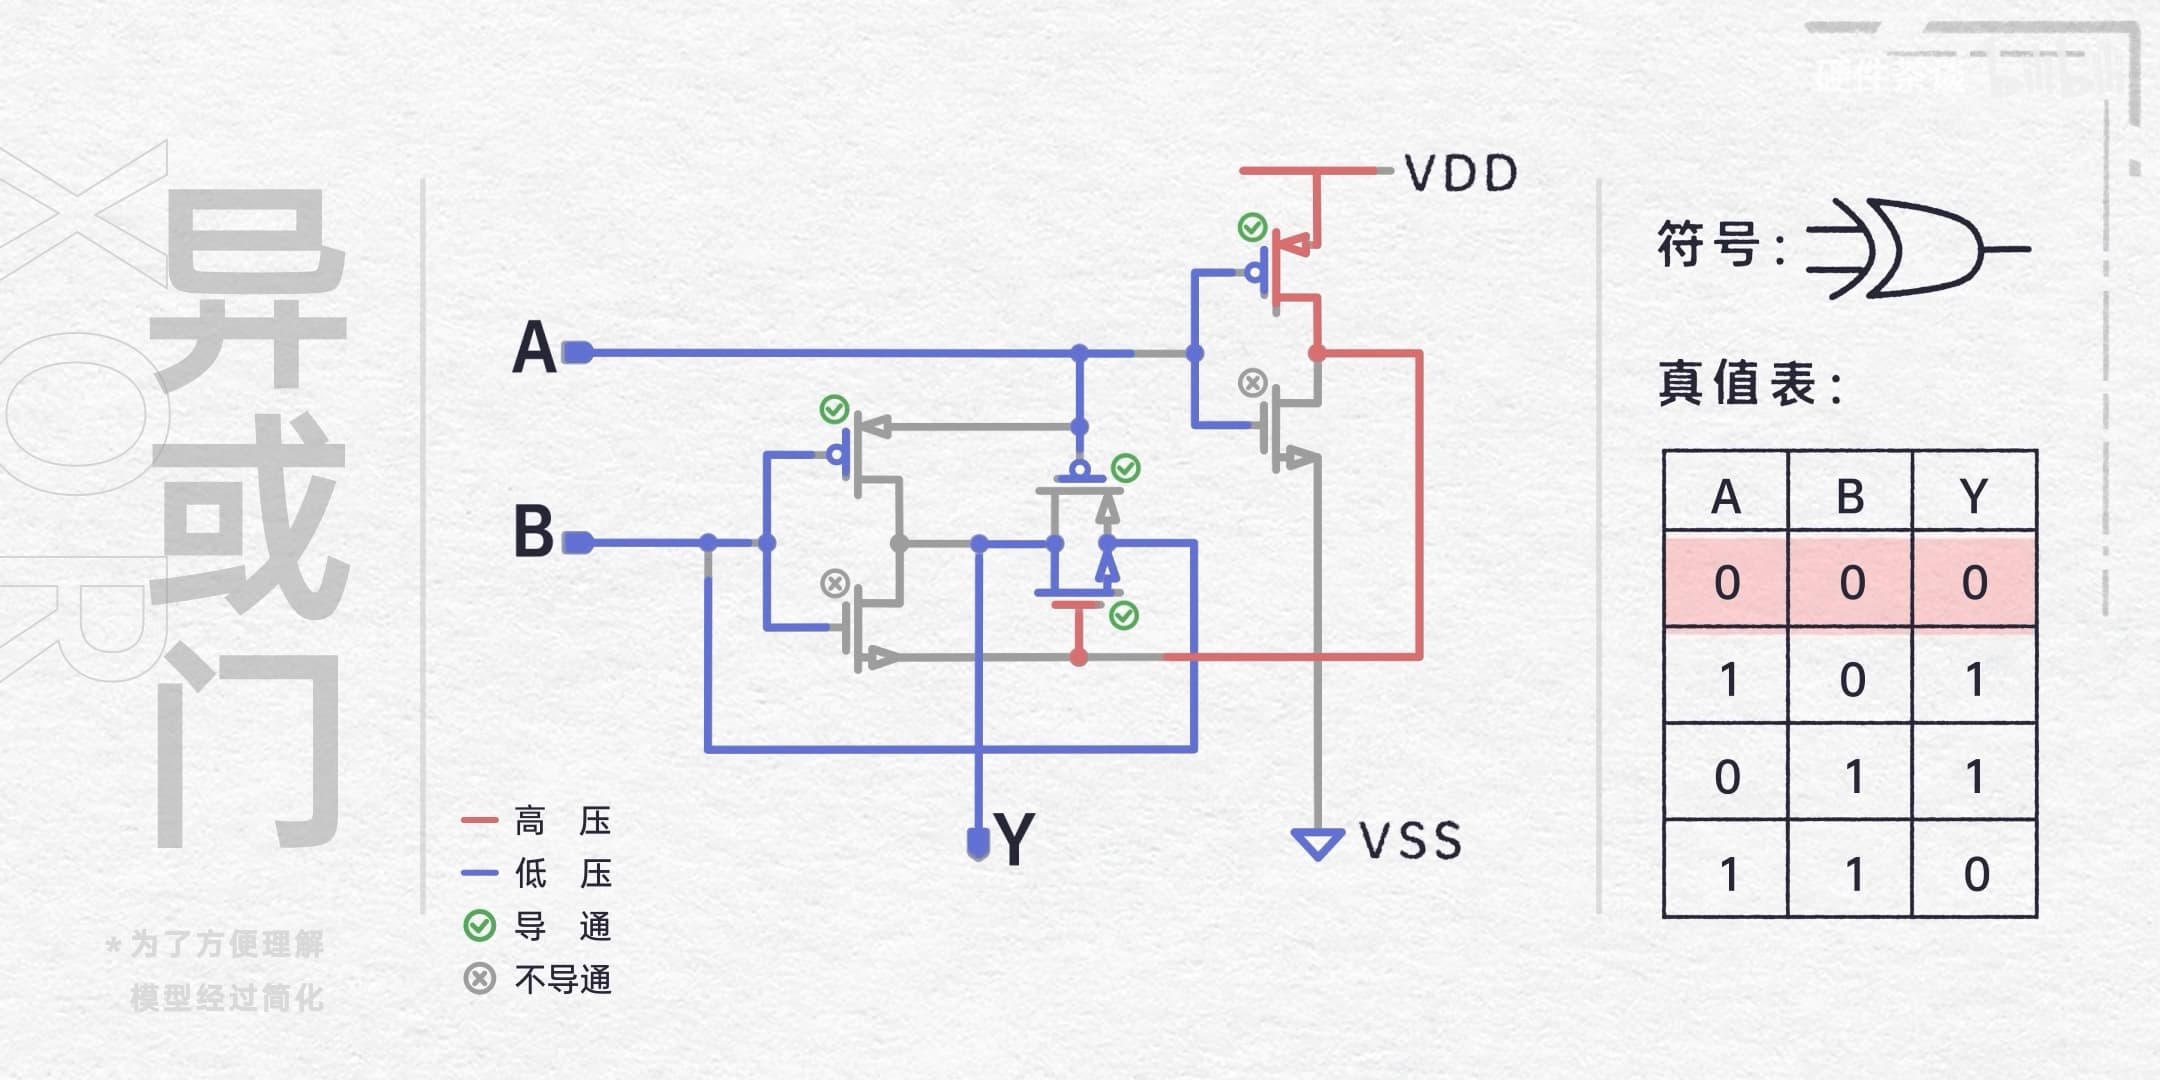 XOR
异或门
*为了方便理解
模型经过简化
A
B
Y
VDD
VSS
高 压
低 压
导 通
不导通
符号：
真值表：
A B Y
0 0 0
1 0 1
0 1 1
1 1 0